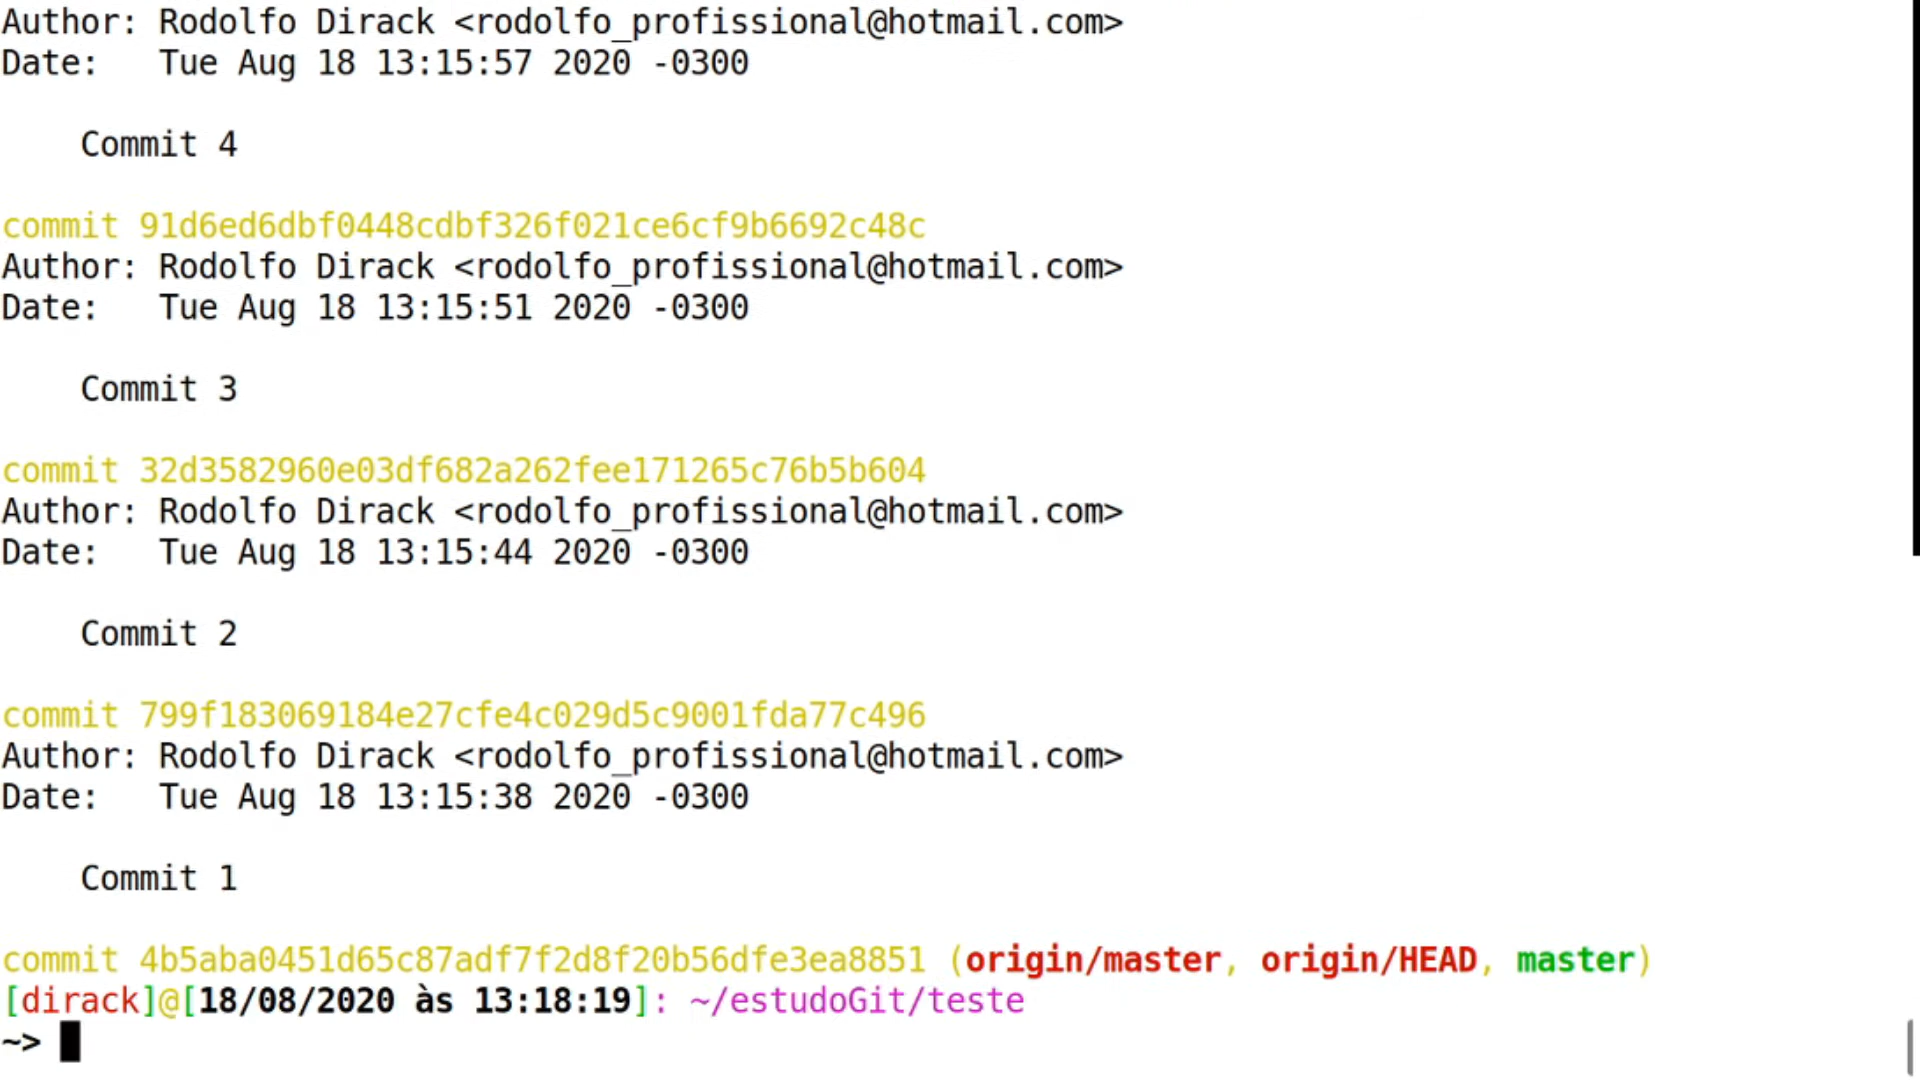 Author: Rodolfo Dirack <rodolfo_profissional@hotmail.com>
Date:   Tue Aug 18 13:15:57 2020 -0300
Commit 4
commit 91d6ed6dbf0448cdbf326f021ce6cf9b6692c48c
Author: Rodolfo Dirack <rodolfo_profissional@hotmail.com>
Date:   Tue Aug 18 13:15:51 2020 -0300
Commit 3
commit 32d3582960e03df682a262fee171265c76b5b604
Author: Rodolfo Dirack <rodolfo_profissional@hotmail.com>
Date:   Tue Aug 18 13:15:44 2020 -0300
Commit 2
commit 799f183069184e27cfe4c029d5c9001fda77c496
Author: Rodolfo Dirack <rodolfo_profissional@hotmail.com>
Date:   Tue Aug 18 13:15:38 2020 -0300
Commit 1
commit 4b5aba0451d65c87adf7f2d8f20b56dfe3ea8851 (origin/master, origin/HEAD, master)
[dirack]@[18/08/2020 às 13:18:19]: ~/estudoGit/teste
~>